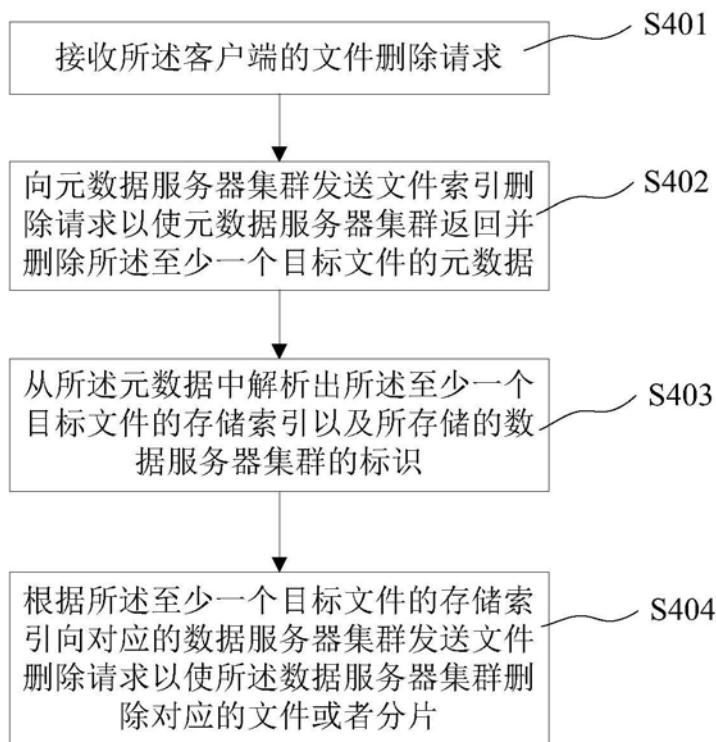 接收所述客户端的文件删除请求
S401
向元数据服务器集群发送文件索引删
除请求以使元数据服务器集群返回并
删除所述至少一个目标文件的元数据
S402
从所述元数据中解析出所述至少一个
目标文件的存储索引以及所存储的数
据服务器集群的标识
S403
根据所述至少一个目标文件的存储索
引向对应的数据服务器集群发送文件
删除请求以使所述数据服务器集群删
除对应的文件或者分片
S404